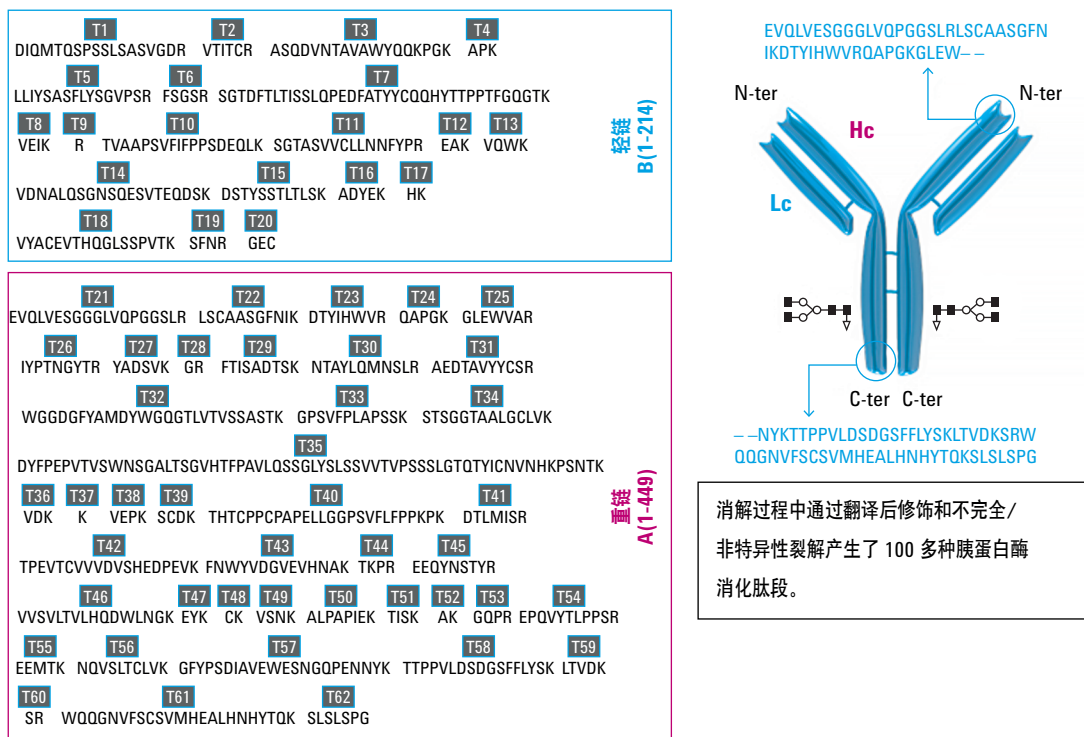 T1 T2 T3 T4
DIQMTQSPSSLSASVGDR VTITCR ASQDVNTAVAWYQQKPGK APK
T5 T6 T7
LLIYSASFLYSGVPSR FSGSR SGTDFTLTISSLQPEDFATYYCQQHYTTPPTFGQGTK
T8 T9 T10 T11 T12 T13
VEIK R TVAAPSVFIFPPSDEQLK SGTASVVCLLNNFYPR EAK VQWK
T14 T15 T16 T17
VDNALQSGNSQESVTEQDSK DSTYSSTLTLSK ADYEK HK
T18 T19 T20
VYACEVTHQGLSSPVTK SFNR GEC
轻链
B(1-214)
T21 T22 T23 T24 T25
EVQLVESGGGLVQPGGSLR LSCAASGFNIK DTYIHWVR QAPGK GLEWVAR
T26 T27 T28 T29 T30 T31
IYPTNGYTR YADSVK GR FTISADTSK NTAYLQMNSLR AEDTAVYYCSR
T32 T33 T34
WGGDGFYAMDYWGQGTLVTVSSASTK GPSVFPLAPSSK STSGGTAALGCLVK
T35
DYFPEPVTVSWNSGALTSGVHTFPAVLQSSGLYSLSSVVTVPSSSLGTQTYICNVNHKPSNTK
T36 T37 T38 T39 T40 T41
VDK K VEPK SCDK THTCPPCPAPELLGGPSVFLFPPKPK DTLMISR
T42 T43 T44 T45
TPEVTCVVVDVSHEDPEVK FNWYVDGVEVHNAK TKPR EEQYNSTYR
T46 T47 T48 T49 T50 T51 T52 T53 T54
VVSVLTVLHQDWLNGK EYK CK VSNK ALPAPIEK TISK AK GQPR EPQVYTLPPSR
T55 T56 T57 T58 T59
EEMTK NQVSLTCLVK GFYPSDIAVEWESNGQPENNYK TTPPVLDSDGSFFLYSK LTVDK
T60 T61 T62
SR WQQGNVFSCSVMHEALHNHYTQK SLSLSPG
重链
A(1-449)
EVQLVESGGGLVQPGGSLRLSCAASGFN
IKDTYIHWVRQAPGKGLEW– –
N-ter N-ter
Hc
Lc
C-ter C-ter
– –NYKTTPPVLDSDGSFFLYSKLTVDKSRW
QQGNVFSCSVMHEALHNHYTQKSLSLSPG
消解过程中通过翻译后修饰和不完全/
非特异性裂解产生了 100 多种胰蛋白酶
消化肽段。